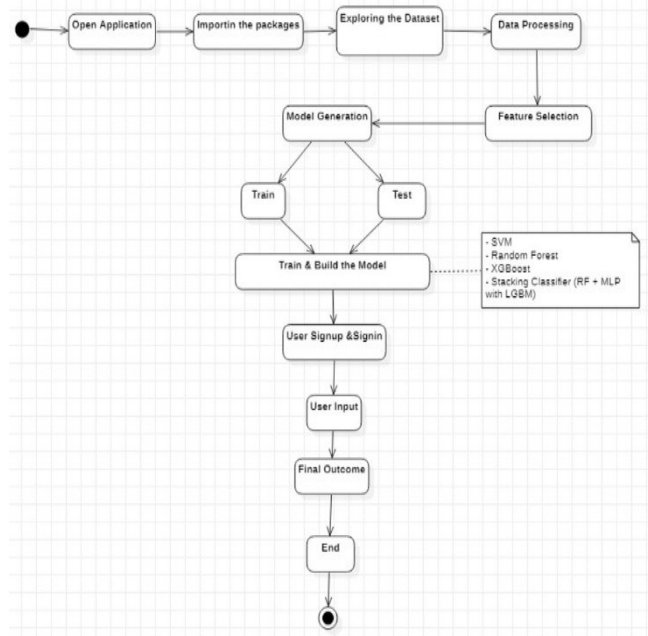 Open Application
Importin the packages
Exploring the Dataset
Data Processing
Feature Selection
Model Generation
Train
Test
Train & Build the Model
- SVM
- Random Forest
- XGBoost
- Stacking Classifier (RF + MLP
with LGBM)
User Signup &Signin
User Input
Final Outcome
End